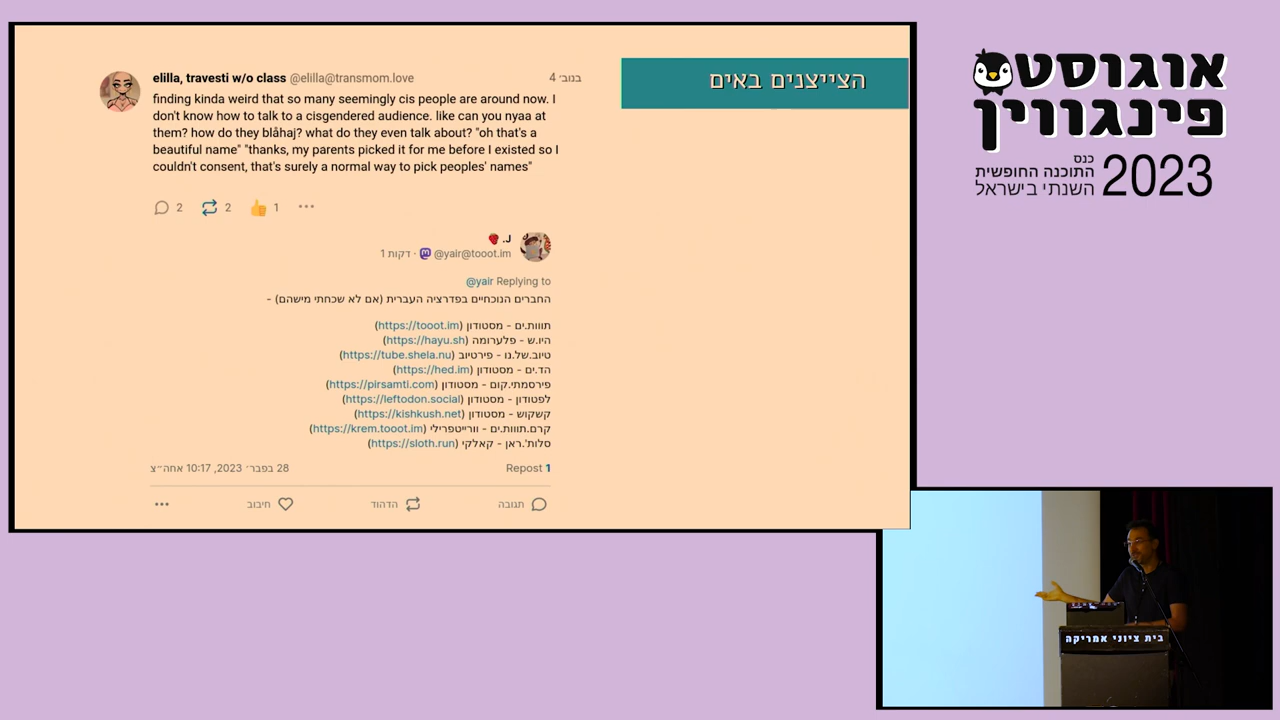 elilla, travesti w/o class @elilla@transmom.love
4 בנוב׳
finding kinda weird that so many seemingly cis people are around now. I
don't know how to talk to a cisgendered audience. like can you nyaa at
them? how do they blåhaj? what do they even talk about? "oh that's a
beautiful name" "thanks, my parents picked it for me before I existed so I
couldn't consent, that's surely a normal way to pick peoples' names"
2 2 1
הצייצנים באים
J.
@yair@tooot.im · 1 דקות
Replying to @yair
החברים הנוכחיים בפדרציה העברית (אם לא שכחתי מישהם) -
תווות.ים - מסטודון (https://tooot.im)
היו.ש - פלערומה (https://hayu.sh)
טיוב.של.נו - פירטיוב (https://tube.shela.nu)
הד.ים - מסטודון (https://hed.im)
פירסמתי.קום - מסטודון (https://pirsamti.com)
לפטודון - מסטודון (https://leftodon.social)
קשקוש - מסטודון (https://kishkush.net)
קרם.תווות.ים - וורייטפרילי (https://krem.tooot.im)
סלות'.ראן - קאלקי (https://sloth.run)
1 Repost
28 בפבר׳ 2023, 10:17 אחה״צ
תגובה
הדהוד
חיבוב
אוגוסט
פינגווין
2023
כנס
התוכנה החופשית
השנתי בישראל
בית ציוני אמריקה